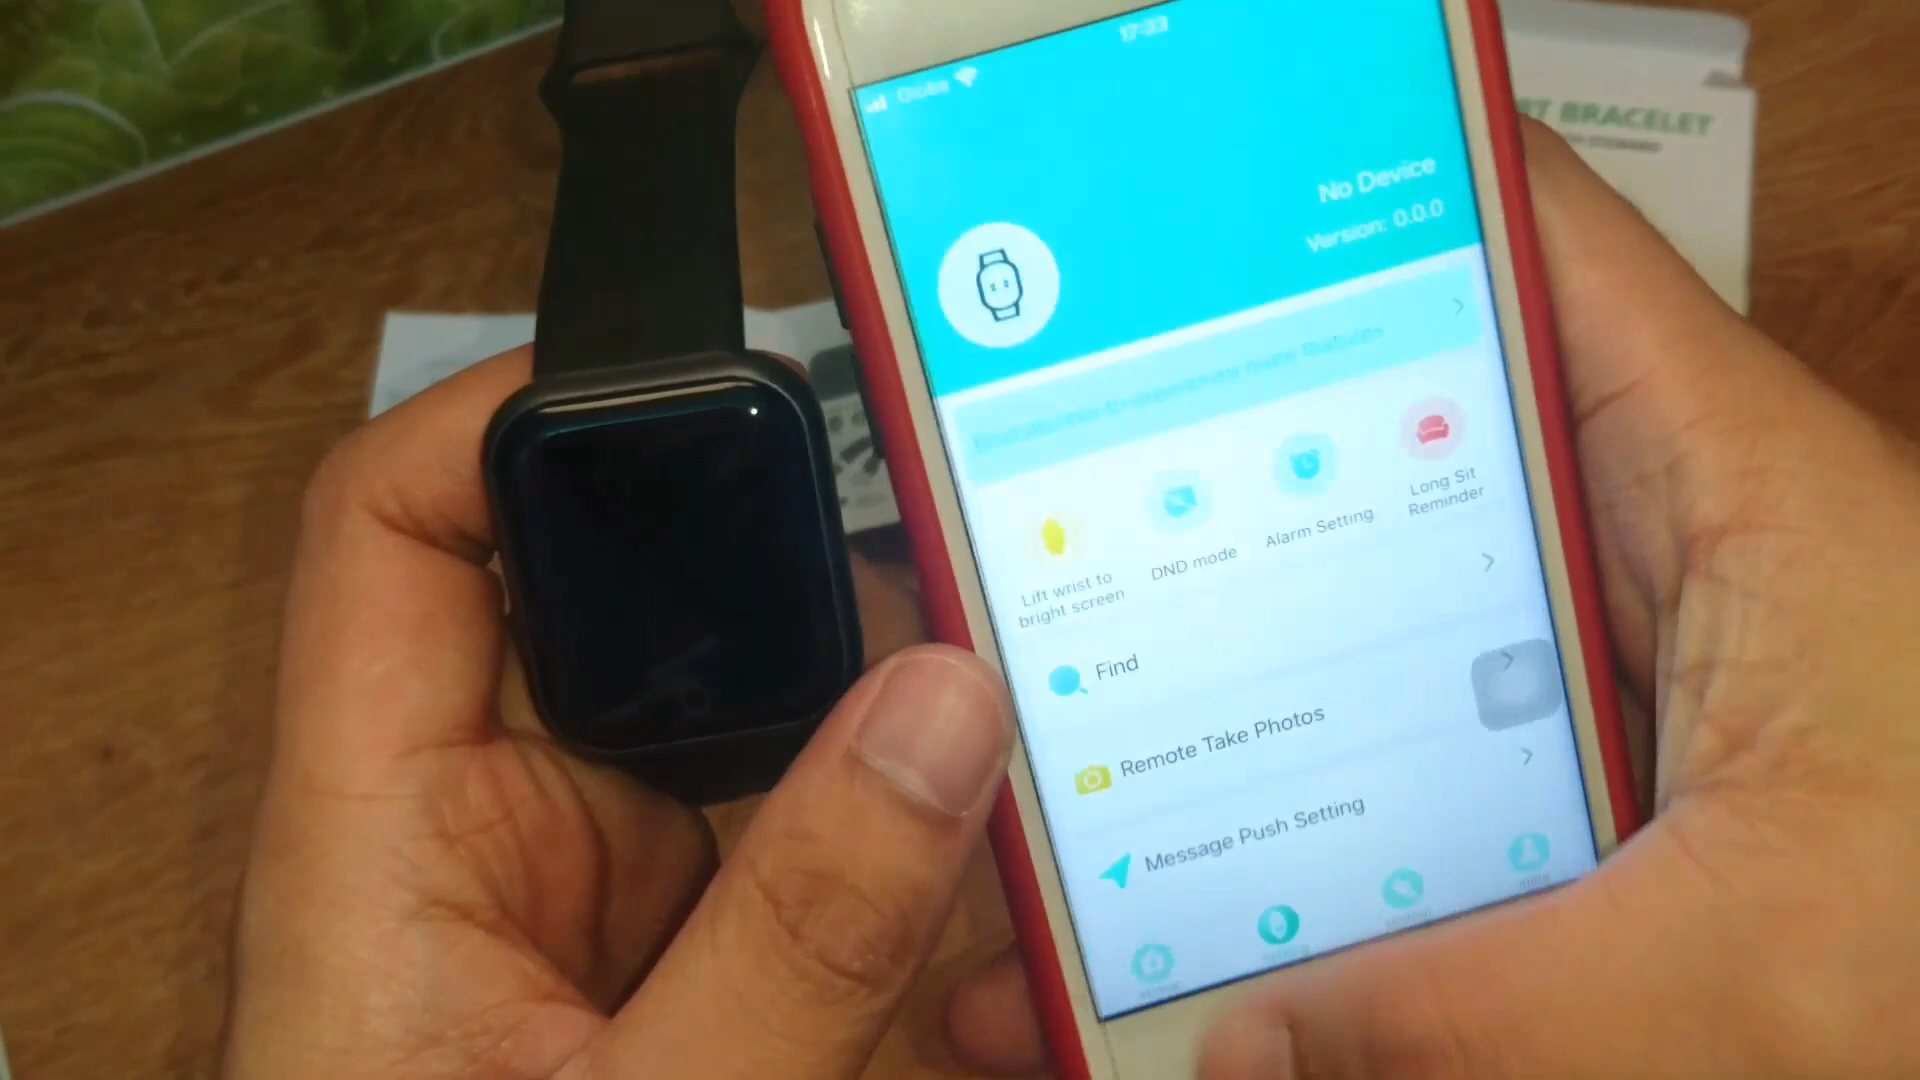 17:33
Globe
No Device
Version: 0.0.0
Lift wrist to
bright screen
DND mode
Alarm Setting
Long Sit
Reminder
Find
Remote Take Photos
Message Push Setting
BRACELET